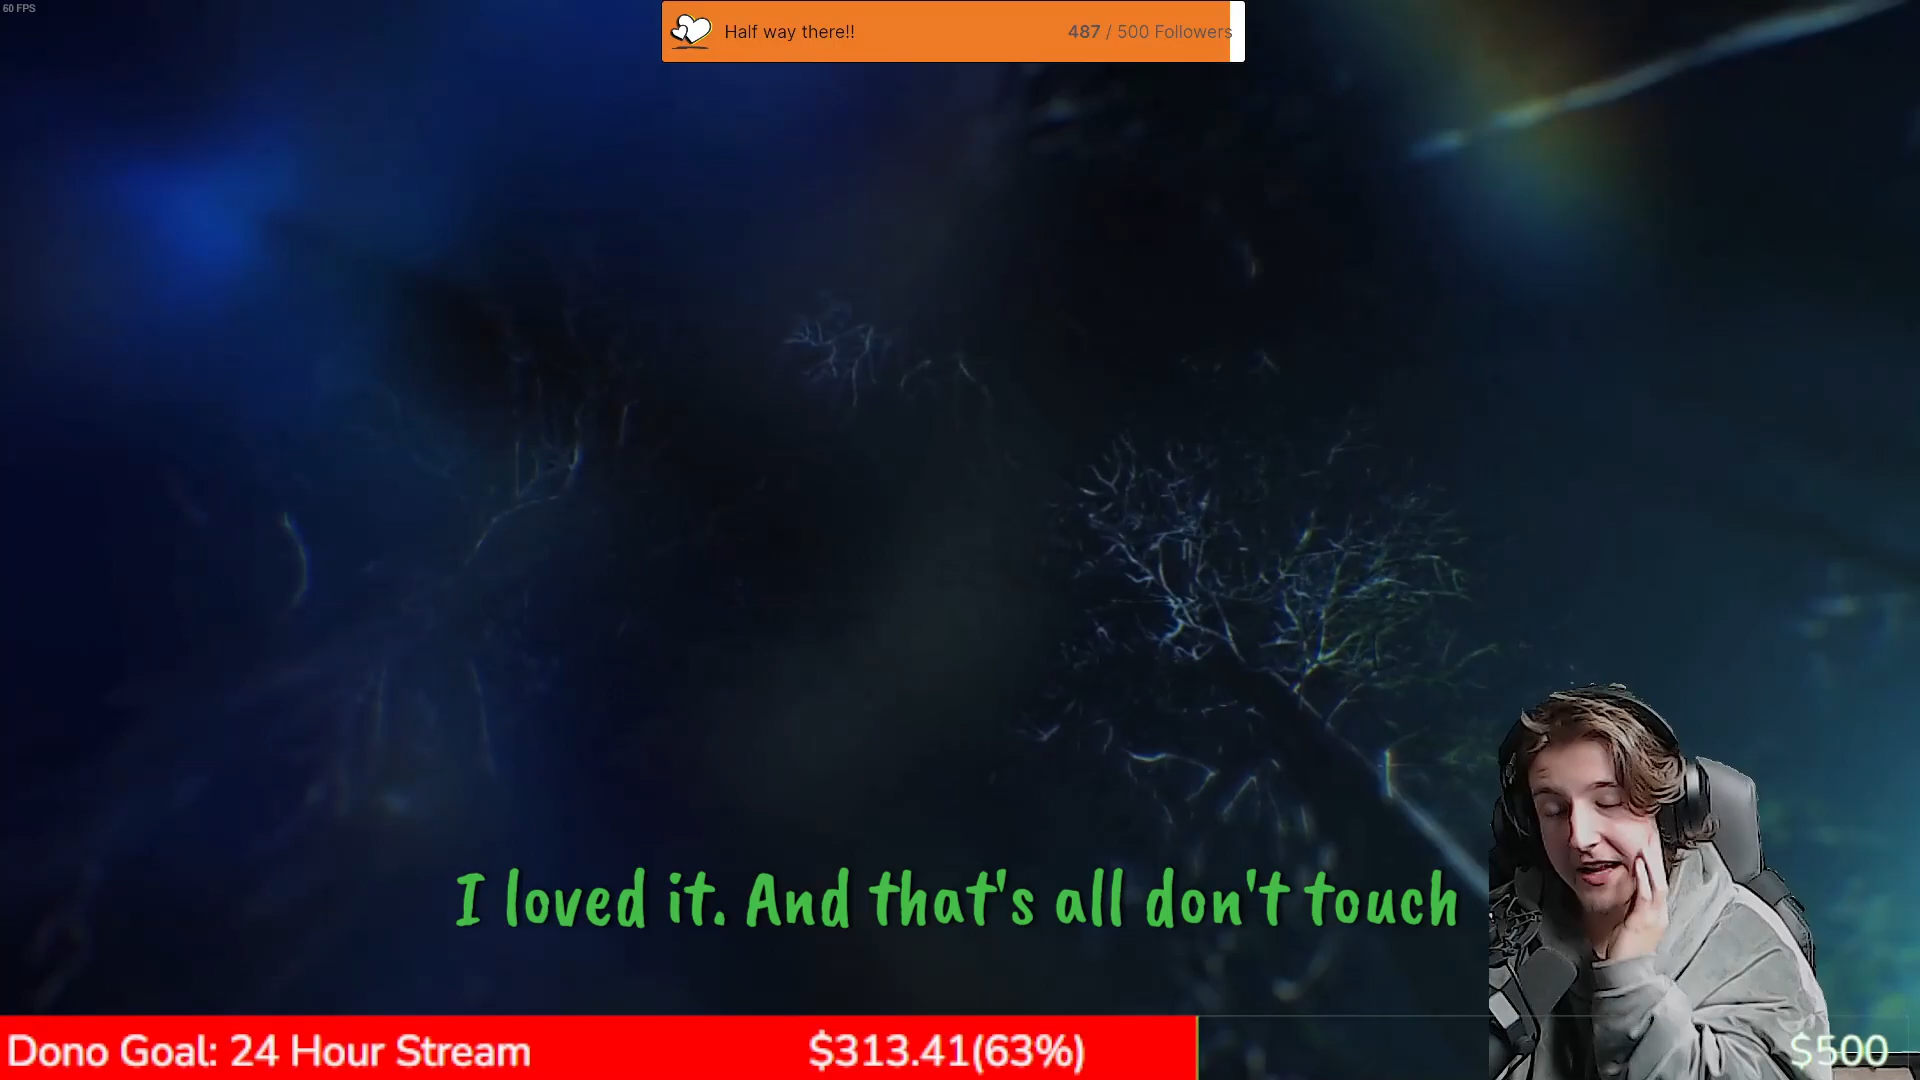 60 FPS
Half way there!! 487 / 500 Followers
I loved it. And that's all don't touch
Dono Goal: 24 Hour Stream $313.41(63%) $500